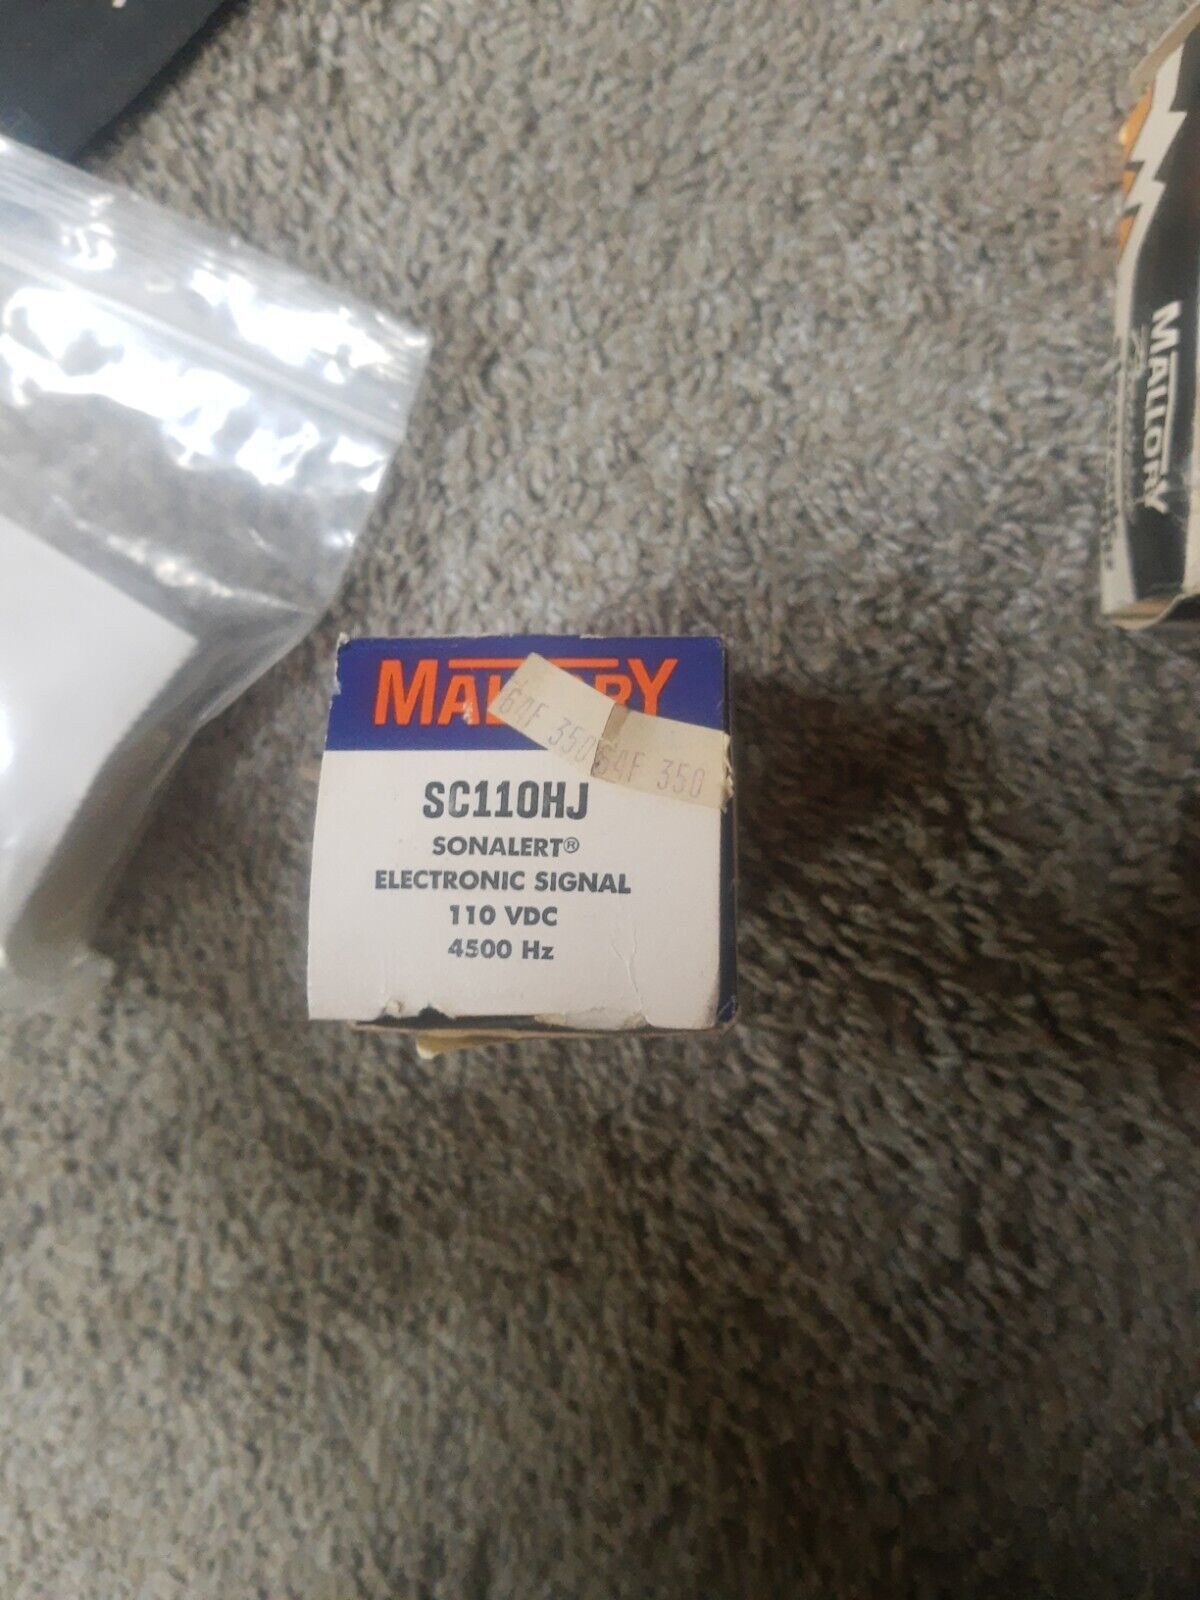 MALLORY
64F 350 64F 350
SC110HJ
SONALERT®
ELECTRONIC SIGNAL
110 VDC
4500 Hz
MALLORY